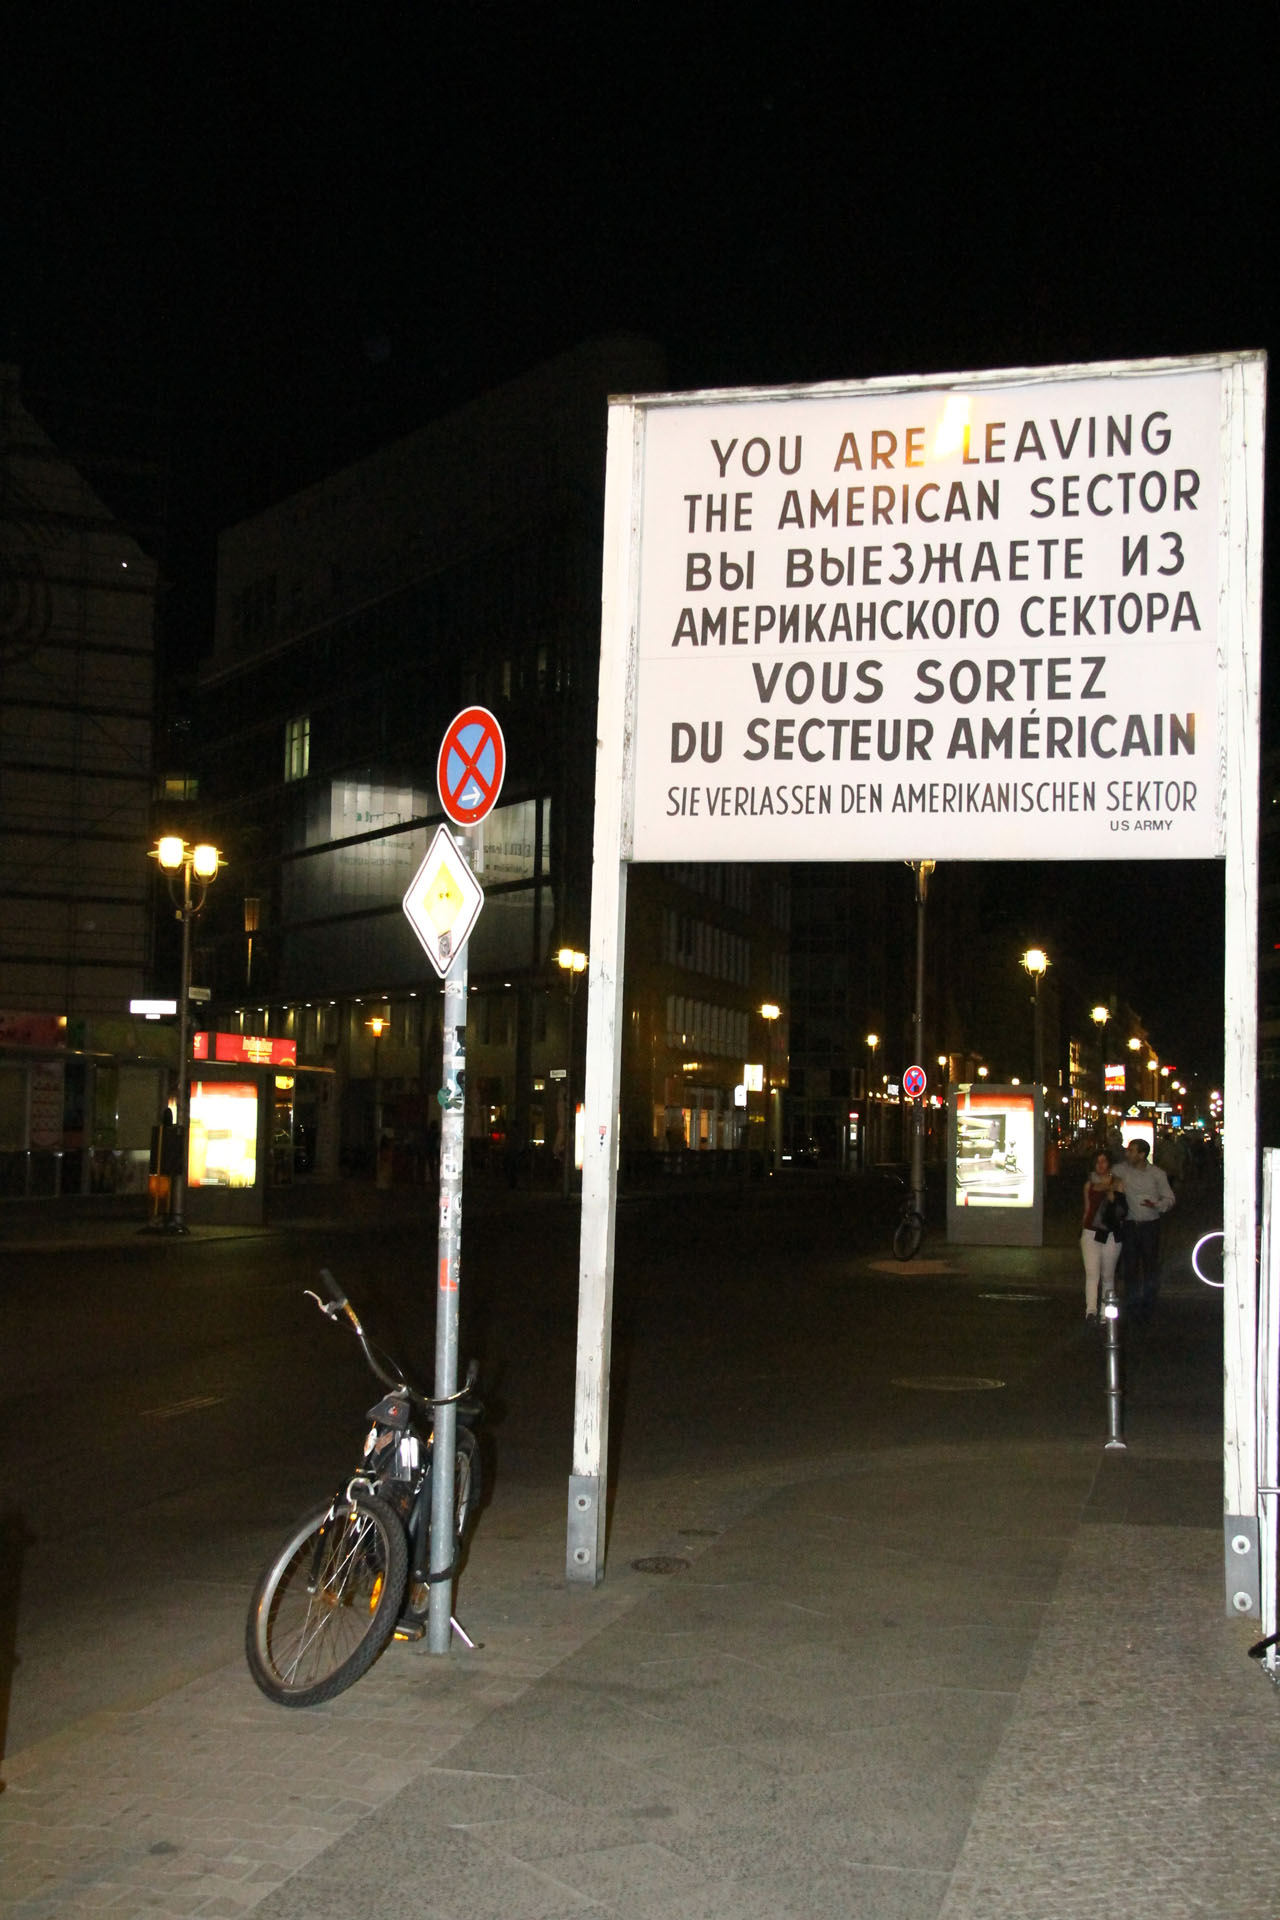 YOU ARE LEAVING
THE AMERICAN SECTOR
ВЫ ВЫЕЗЖАЕТЕ ИЗ
АМЕРИКАНСКОГО СЕКТОРА
VOUS SORTEZ
DU SECTEUR AMÉRICAIN
SIE VERLASSEN DEN AMERIKANISCHEN SEKTOR
US ARMY